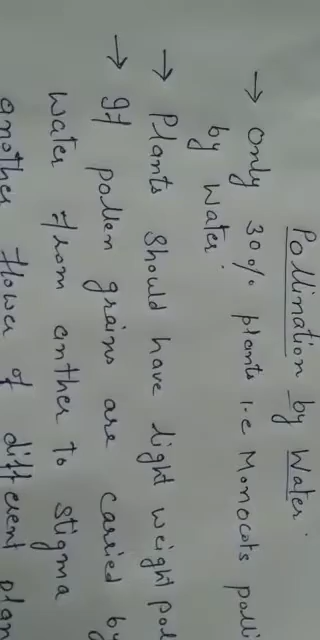 Pollination by Water.
→ Only 30% plants i.e Monocots polli
by water.
→ Plants should have light weight pol
→ If pollen grains are carried by
water from anther to stigma
another flower of different plan